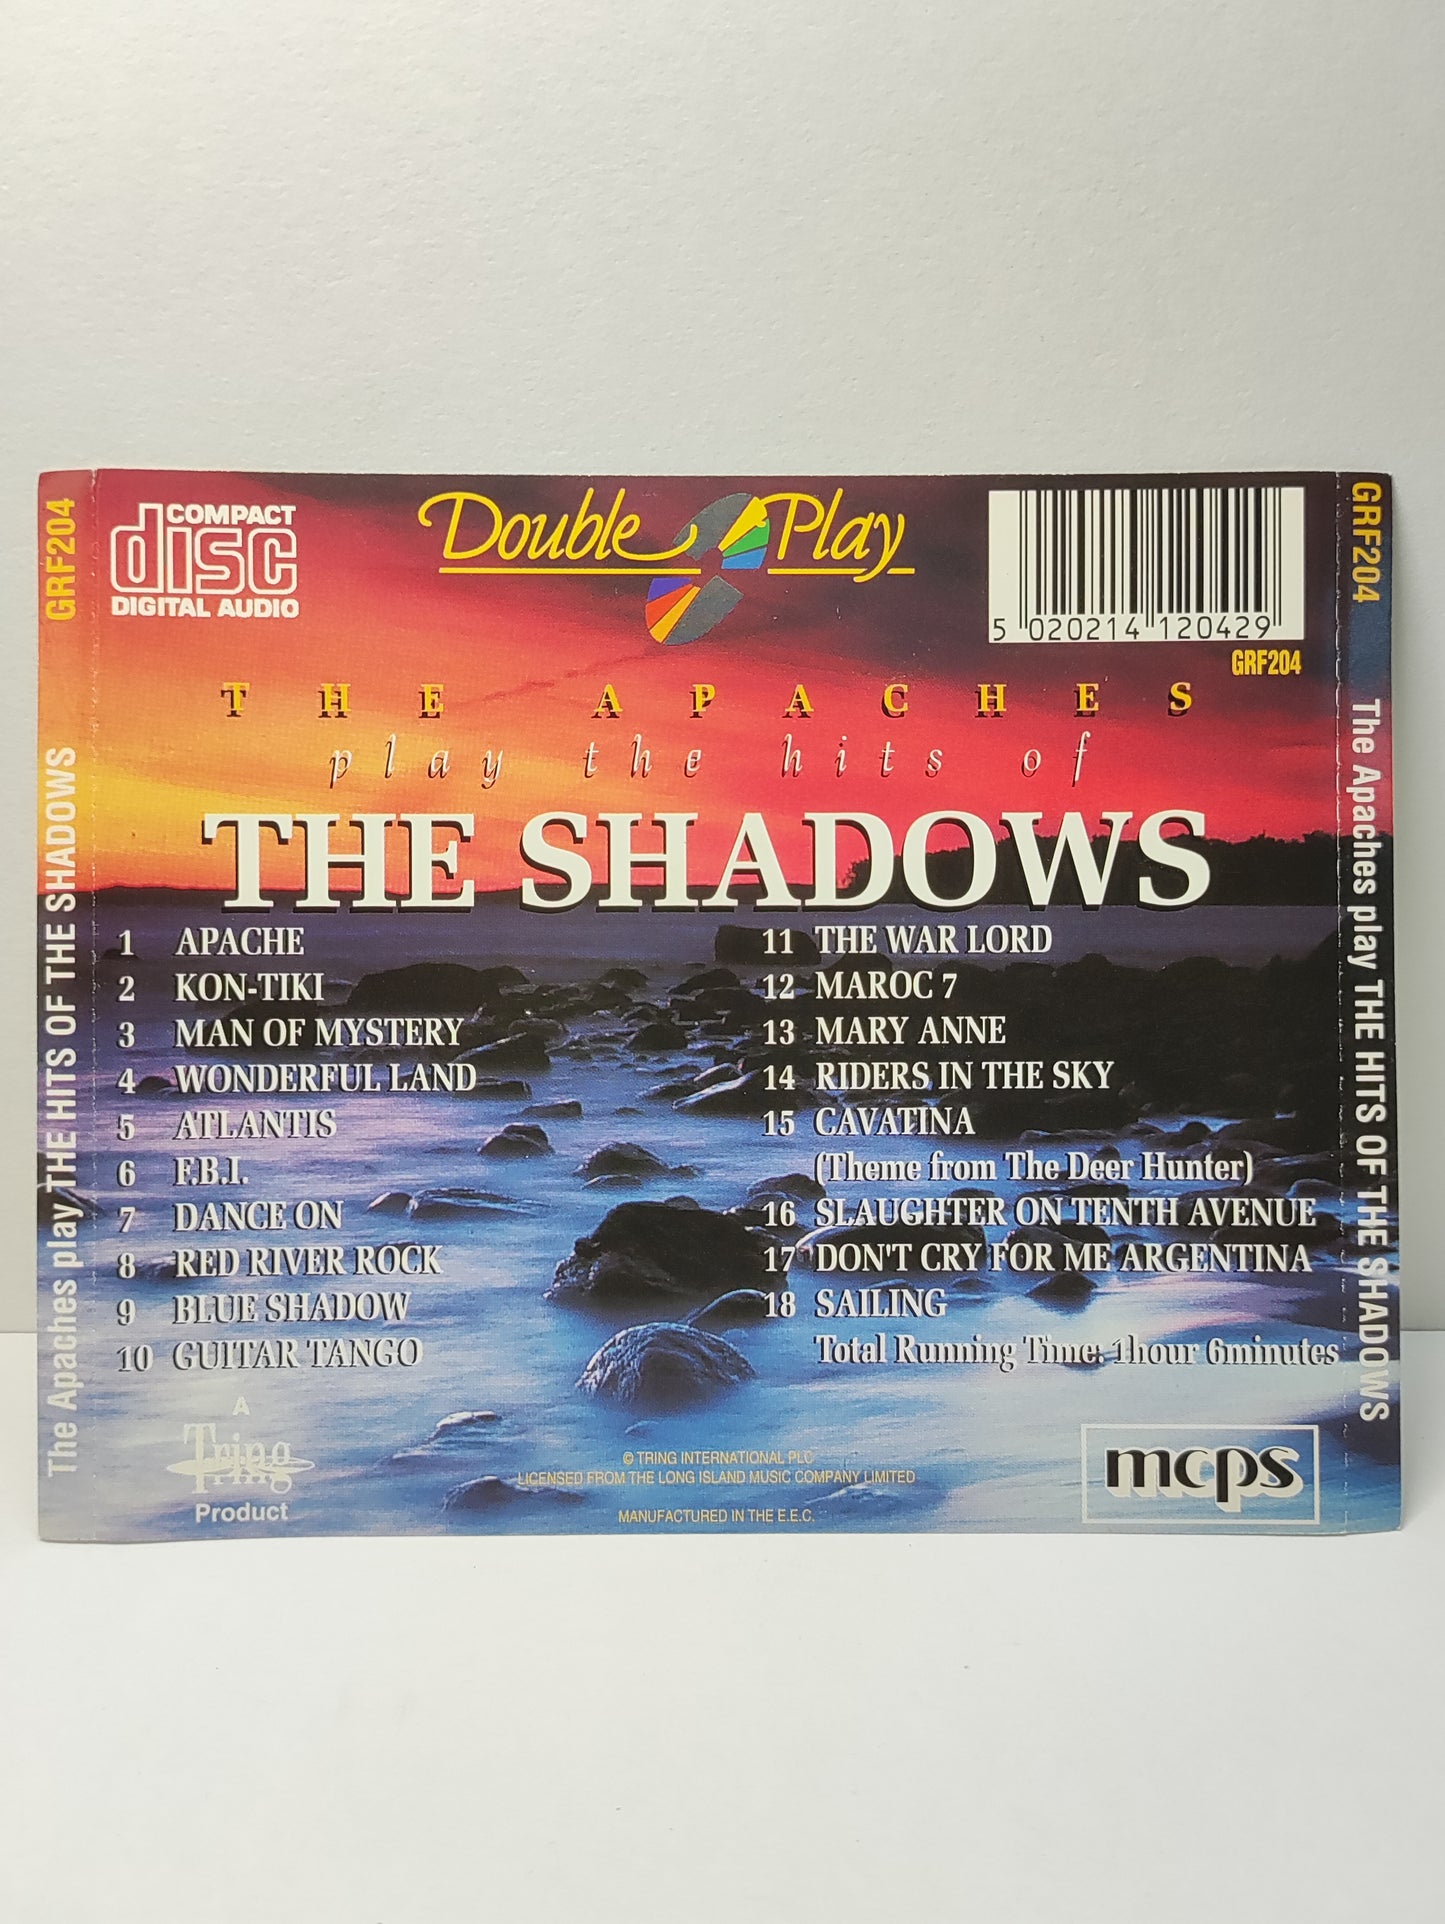 COMPACT
disc
DIGITAL AUDIO
Double Play
5 020214 120429
GRF204
THE APACHES
play the hits of
THE SHADOWS
1 APACHE
2 KON-TIKI
3 MAN OF MYSTERY
4 WONDERFUL LAND
5 ATLANTIS
6 F.B.I.
7 DANCE ON
8 RED RIVER ROCK
9 BLUE SHADOW
10 GUITAR TANGO
11 THE WAR LORD
12 MAROC 7
13 MARY ANNE
14 RIDERS IN THE SKY
15 CAVATINA
(Theme from The Deer Hunter)
16 SLAUGHTER ON TENTH AVENUE
17 DON'T CRY FOR ME ARGENTINA
18 SAILING
Total Running Time: 1hour 6minutes
A
Tring
Product
© TRING INTERNATIONAL PLC
LICENSED FROM THE LONG ISLAND MUSIC COMPANY LIMITED
MANUFACTURED IN THE E.E.C.
mcps
The Apaches play THE HITS OF THE SHADOWS GRF204
GRF204 The Apaches play THE HITS OF THE SHADOWS